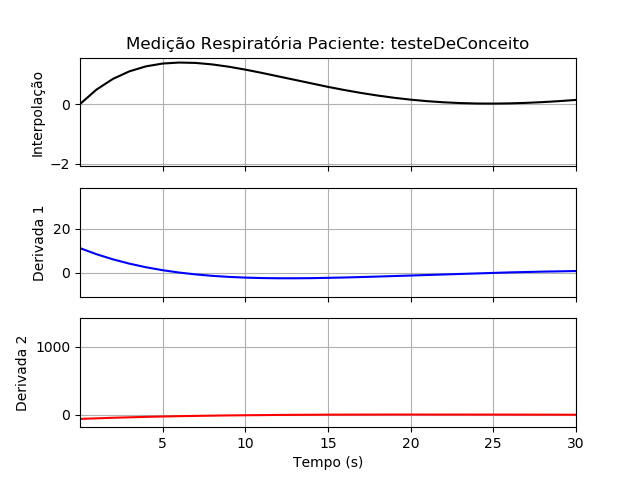 Medição Respiratória Paciente: testeDeConceito
Interpolação
0
−2
Derivada 1
20
0
Derivada 2
1000
0
5 10 15 20 25 30
Tempo (s)